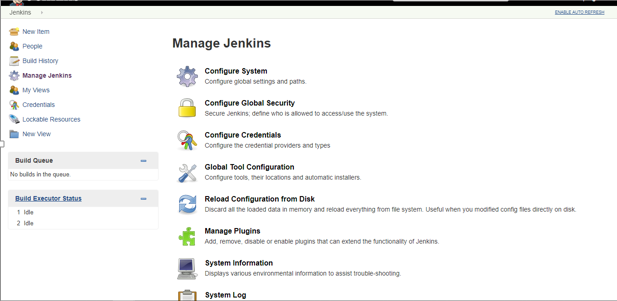 Jenkins
ENABLE AUTO REFRESH
New Item
People
Build History
Manage Jenkins
My Views
Credentials
Lockable Resources
New View
Build Queue
No builds in the queue.
Build Executor Status
1 Idle
2 Idle
Manage Jenkins
Configure System
Configure global settings and paths.
Configure Global Security
Secure Jenkins; define who is allowed to access/use the system.
Configure Credentials
Configure the credential providers and types
Global Tool Configuration
Configure tools, their locations and automatic installers.
Reload Configuration from Disk
Discard all the loaded data in memory and reload everything from file system. Useful when you modified config files directly on disk.
Manage Plugins
Add, remove, disable or enable plugins that can extend the functionality of Jenkins.
System Information
Displays various environmental information to assist trouble-shooting.
System Log